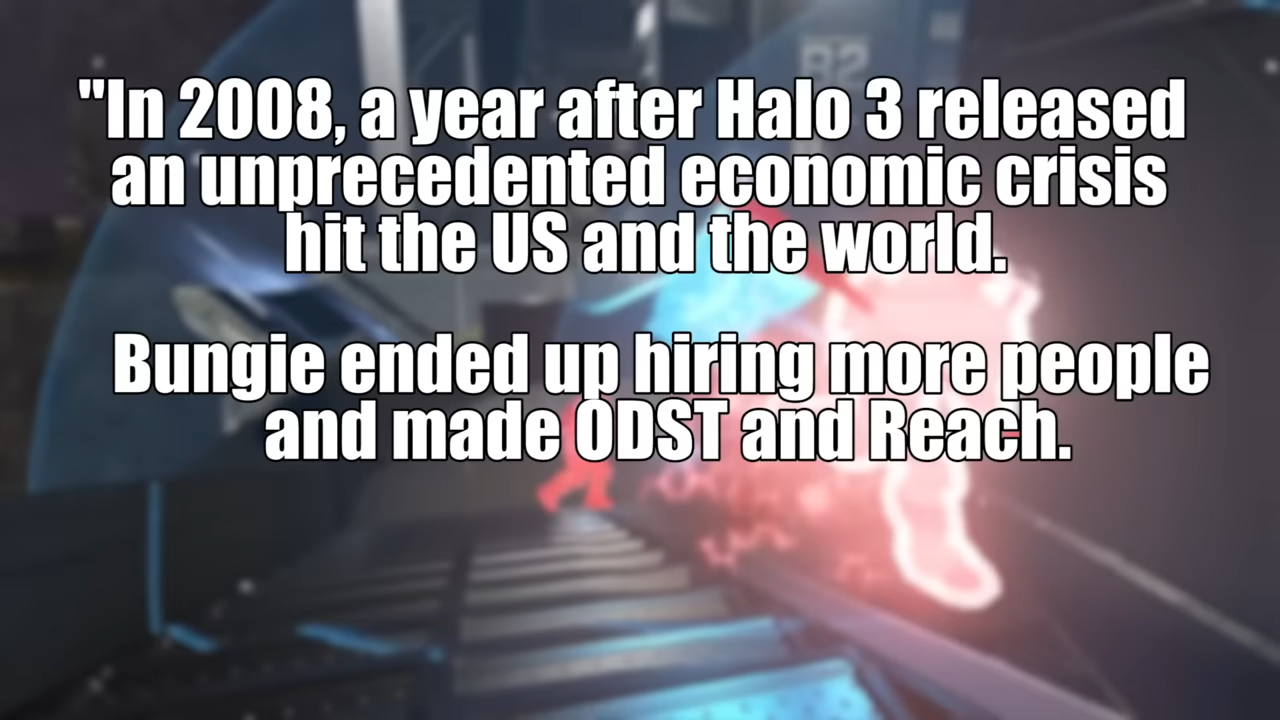 R2
"In 2008, a year after Halo 3 released
an unprecedented economic crisis
hit the US and the world.
Bungie ended up hiring more people
and made ODST and Reach.